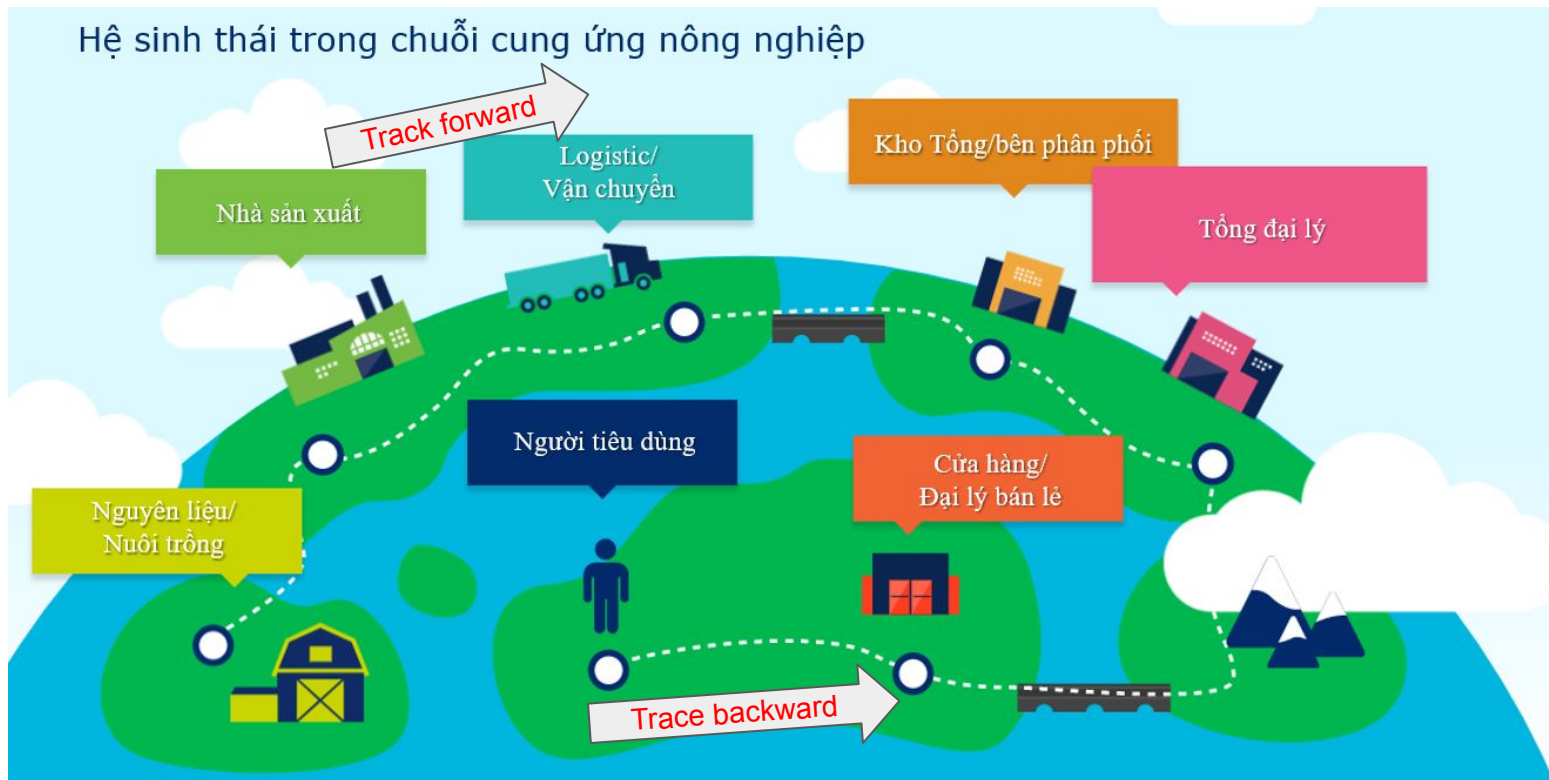 Hệ sinh thái trong chuỗi cung ứng nông nghiệp
Track forward
Logistic/
Vận chuyển
Kho Tổng/bên phân phối
Nhà sản xuất
Tổng đại lý
Người tiêu dùng
Cửa hàng/
Đại lý bán lẻ
Nguyên liệu/
Nuôi trồng
Trace backward